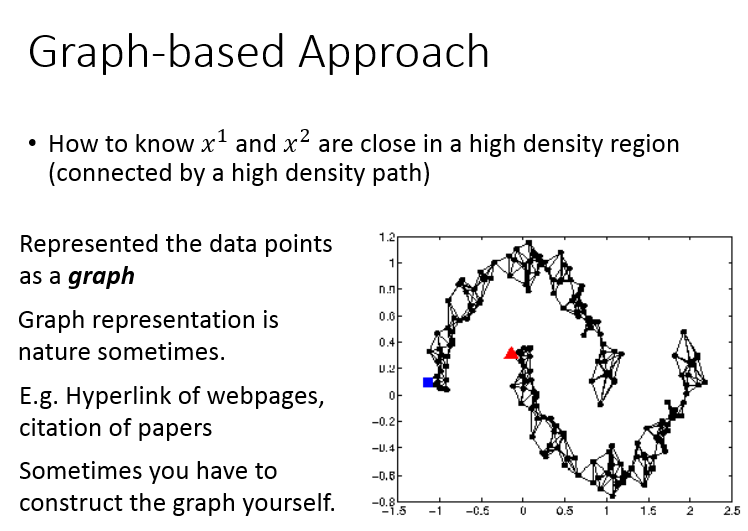 Graph-based Approach
• How to know x¹ and x² are close in a high density region
(connected by a high density path)
Represented the data points
as a graph
Graph representation is
nature sometimes.
E.g. Hyperlink of webpages,
citation of papers
Sometimes you have to
construct the graph yourself.
1.2
1
0.8
0.6
0.4
0.2
0
−0.2
−0.4
−0.6
−0.8
−1.5 −1 −0.5 0 0.5 1 1.5 2 2.5